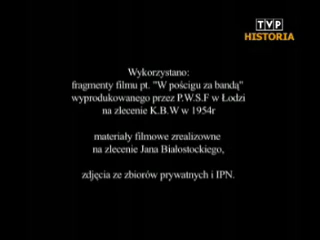 TVP
HISTORIA
Wykorzystano:
fragmenty filmu pt. "W pościgu za bandą"
wyprodukowanego przez P.W.S.F w Łodzi
na zlecenie K.B.W w 1954r
materiały filmowe zrealizowne
na zlecenie Jana Białostockiego,
zdjęcia ze zbiorów prywatnych i IPN.